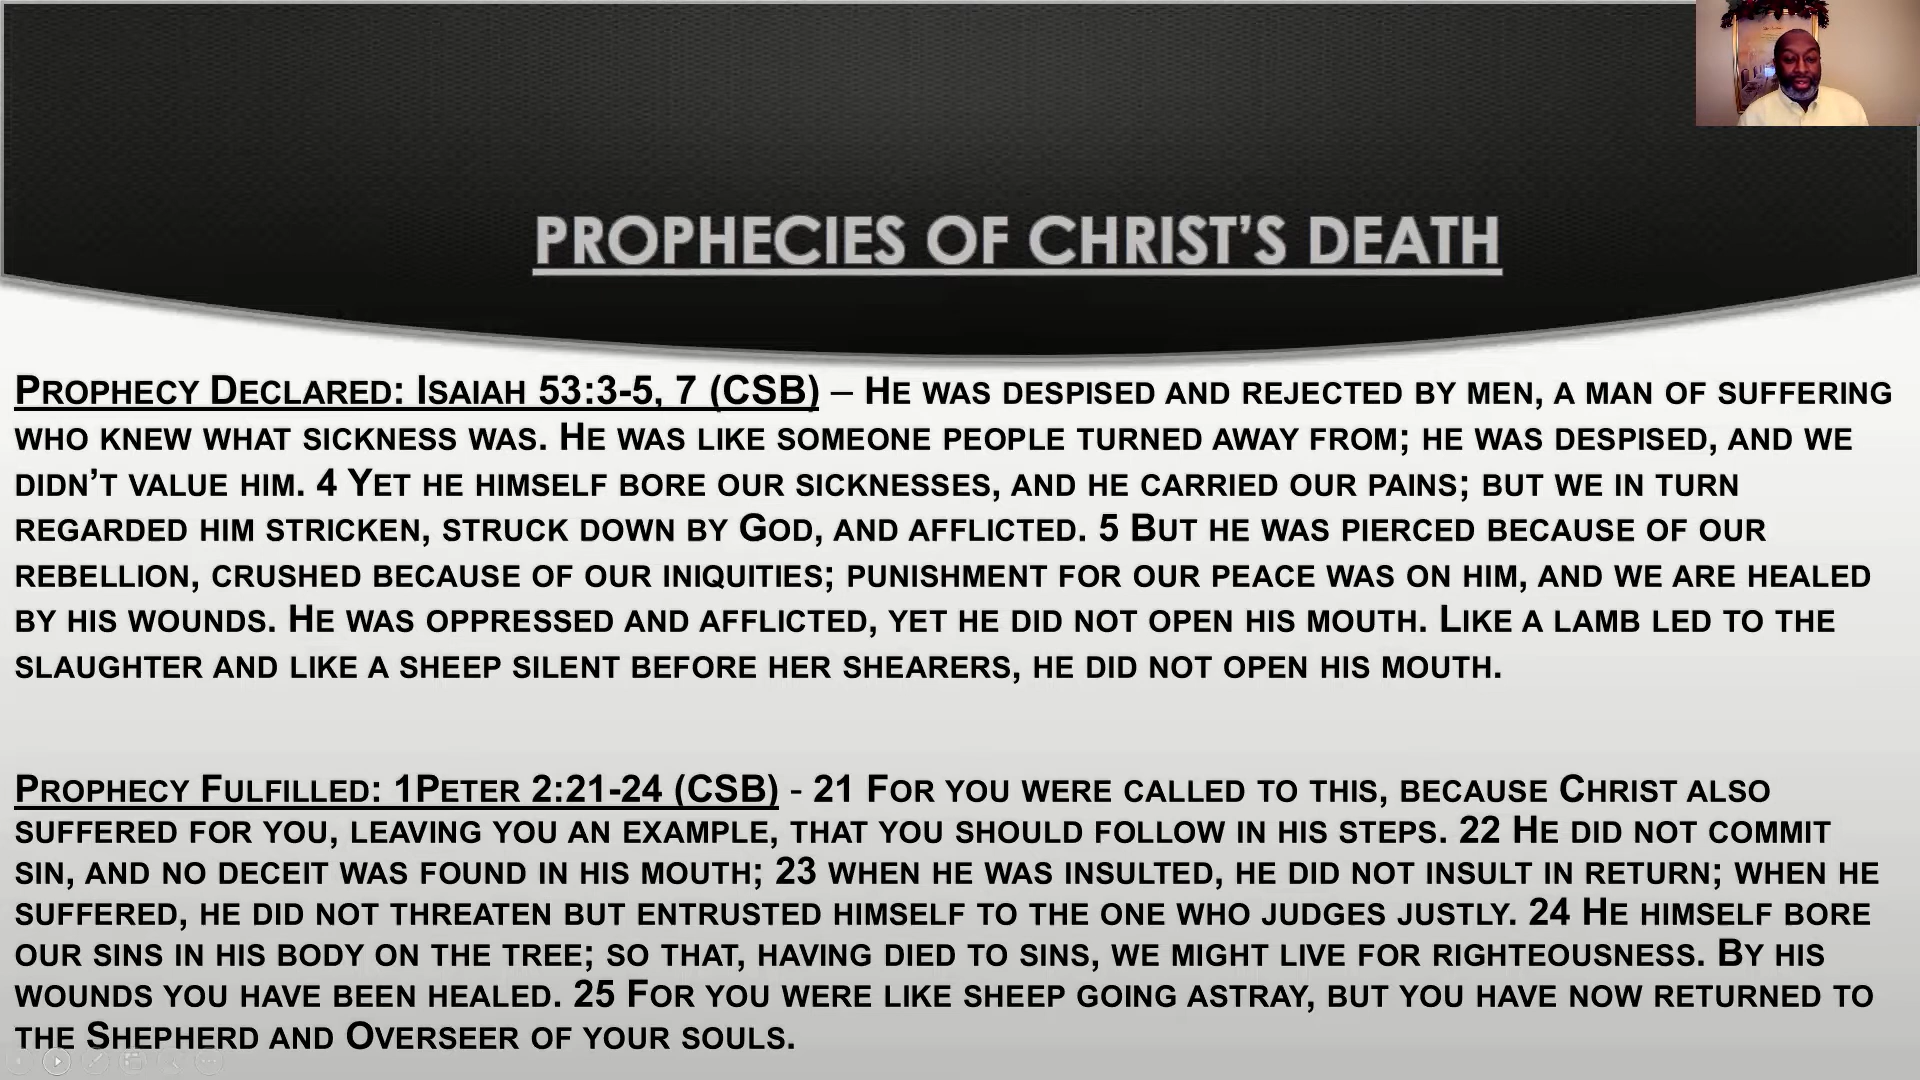 PROPHECIES OF CHRIST’S DEATH
Prophecy Declared: Isaiah 53:3-5, 7 (CSB) – He was despised and rejected by men, a man of suffering
who knew what sickness was. He was like someone people turned away from; he was despised, and we
didn’t value him. 4 Yet he himself bore our sicknesses, and he carried our pains; but we in turn
regarded him stricken, struck down by God, and afflicted. 5 But he was pierced because of our
rebellion, crushed because of our iniquities; punishment for our peace was on him, and we are healed
by his wounds. He was oppressed and afflicted, yet he did not open his mouth. Like a lamb led to the
slaughter and like a sheep silent before her shearers, he did not open his mouth.
Prophecy Fulfilled: 1Peter 2:21-24 (CSB) - 21 For you were called to this, because Christ also
suffered for you, leaving you an example, that you should follow in his steps. 22 He did not commit
sin, and no deceit was found in his mouth; 23 when he was insulted, he did not insult in return; when he
suffered, he did not threaten but entrusted himself to the one who judges justly. 24 He himself bore
our sins in his body on the tree; so that, having died to sins, we might live for righteousness. By his
wounds you have been healed. 25 For you were like sheep going astray, but you have now returned to
the Shepherd and Overseer of your souls.